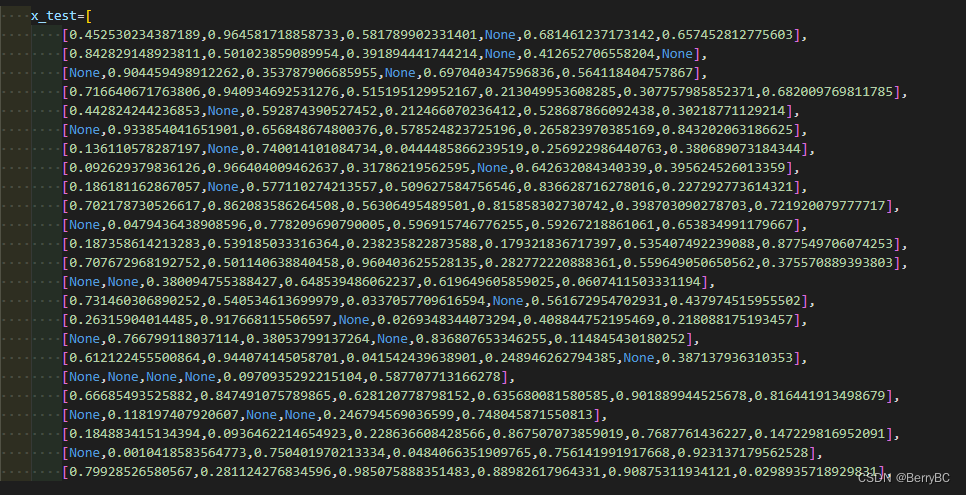 x_test=[
[0.452530234387189,0.964581718858733,0.581789902331401,None,0.681461237173142,0.657452812775603],
[0.842829148923811,0.501023859089954,0.391894441744214,None,0.412652706558204,None],
[None,0.904459498912262,0.353787906685955,None,0.697040347596836,0.564118404757867],
[0.716640671763806,0.940934692531276,0.515195129952167,0.213049953608285,0.307757985852371,0.682009769811785],
[0.442824244236853,None,0.592874390527452,0.212466070236412,0.528687866092438,0.30218771129214],
[None,0.933854041651901,0.656848674800376,0.578524823725196,0.265823970385169,0.843202063186625],
[0.136110578287197,None,0.740014101084734,0.0444485866239519,0.256922986440763,0.380689073184344],
[0.092629379836126,0.966404009462637,0.31786219562595,None,0.642632084340339,0.395624526013359],
[0.186181162867057,None,0.577110274213557,0.509627584756546,0.836628716278016,0.227292773614321],
[0.702178730526617,0.862083586264508,0.56306495489501,0.815858302730742,0.398703090278703,0.721920079777717],
[None,0.047943643890859​6,0.778209690790005,0.596915746776255,0.59267218861061,0.653834991179667],
[0.187358614213283,0.539185033316364,0.238235822873588,0.179321836717397,0.535407492239088,0.877549706074253],
[0.707672968192752,0.501140638840458,0.960403625528135,0.282772220888361,0.559649050650562,0.375570889393803],
[None,None,0.380094755388427,0.648539486062237,0.619649605859025,0.0607411503331194],
[0.731460306890252,0.540534613699979,0.0337057709616594,None,0.561672954702931,0.437974515955502],
[0.26315904014485,0.917668115506597,None,0.0269348344073294,0.408844752195469,0.218088175193457],
[None,0.766799118037114,0.38053799137264,None,0.836807653346255,0.114845430180252],
[0.612122455500864,0.944074145058701,0.041542439638901,0.248946262794385,None,0.387137936310353],
[None,None,None,None,0.0970935292215104,0.587707713166278],
[0.66685493525882,0.847491075789865,0.628120778798152,0.635680081580585,0.901889944525678,0.816441913498679],
[None,0.118197407920607,None,None,0.246794569036599,0.748045871550813],
[0.184883415134394,0.0936462214654923,0.228636608428566,0.867507073859019,0.7687761436227,0.147229816952091],
[None,0.0010418583564773,0.750401970213334,0.0484066351909765,0.756141991917668,0.923137179562528],
[0.79928526580567,0.281124276834596,0.985075888351483,0.88982617964331,0.90875311934121,0.0298935718929831],
CSDN @BerryBC